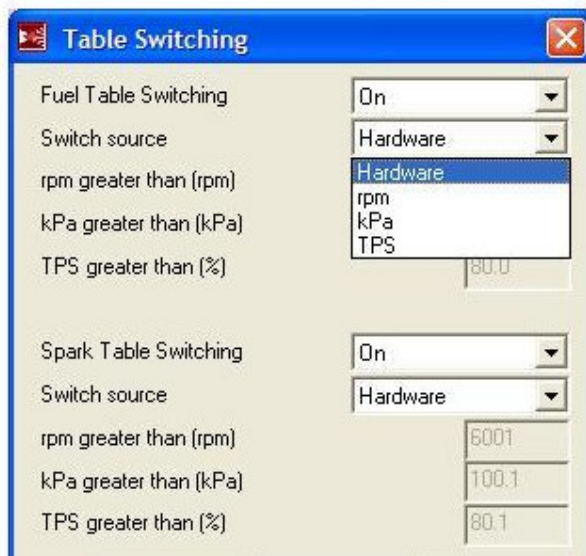 Table Switching
Fuel Table Switching On
Switch source Hardware
Hardware
rpm greater than (rpm)
rpm
kPa greater than (kPa)
kPa
TPS
TPS greater than (%) 80.0
Spark Table Switching On
Switch source Hardware
rpm greater than (rpm) 6001
kPa greater than (kPa) 100.1
TPS greater than (%) 80.1